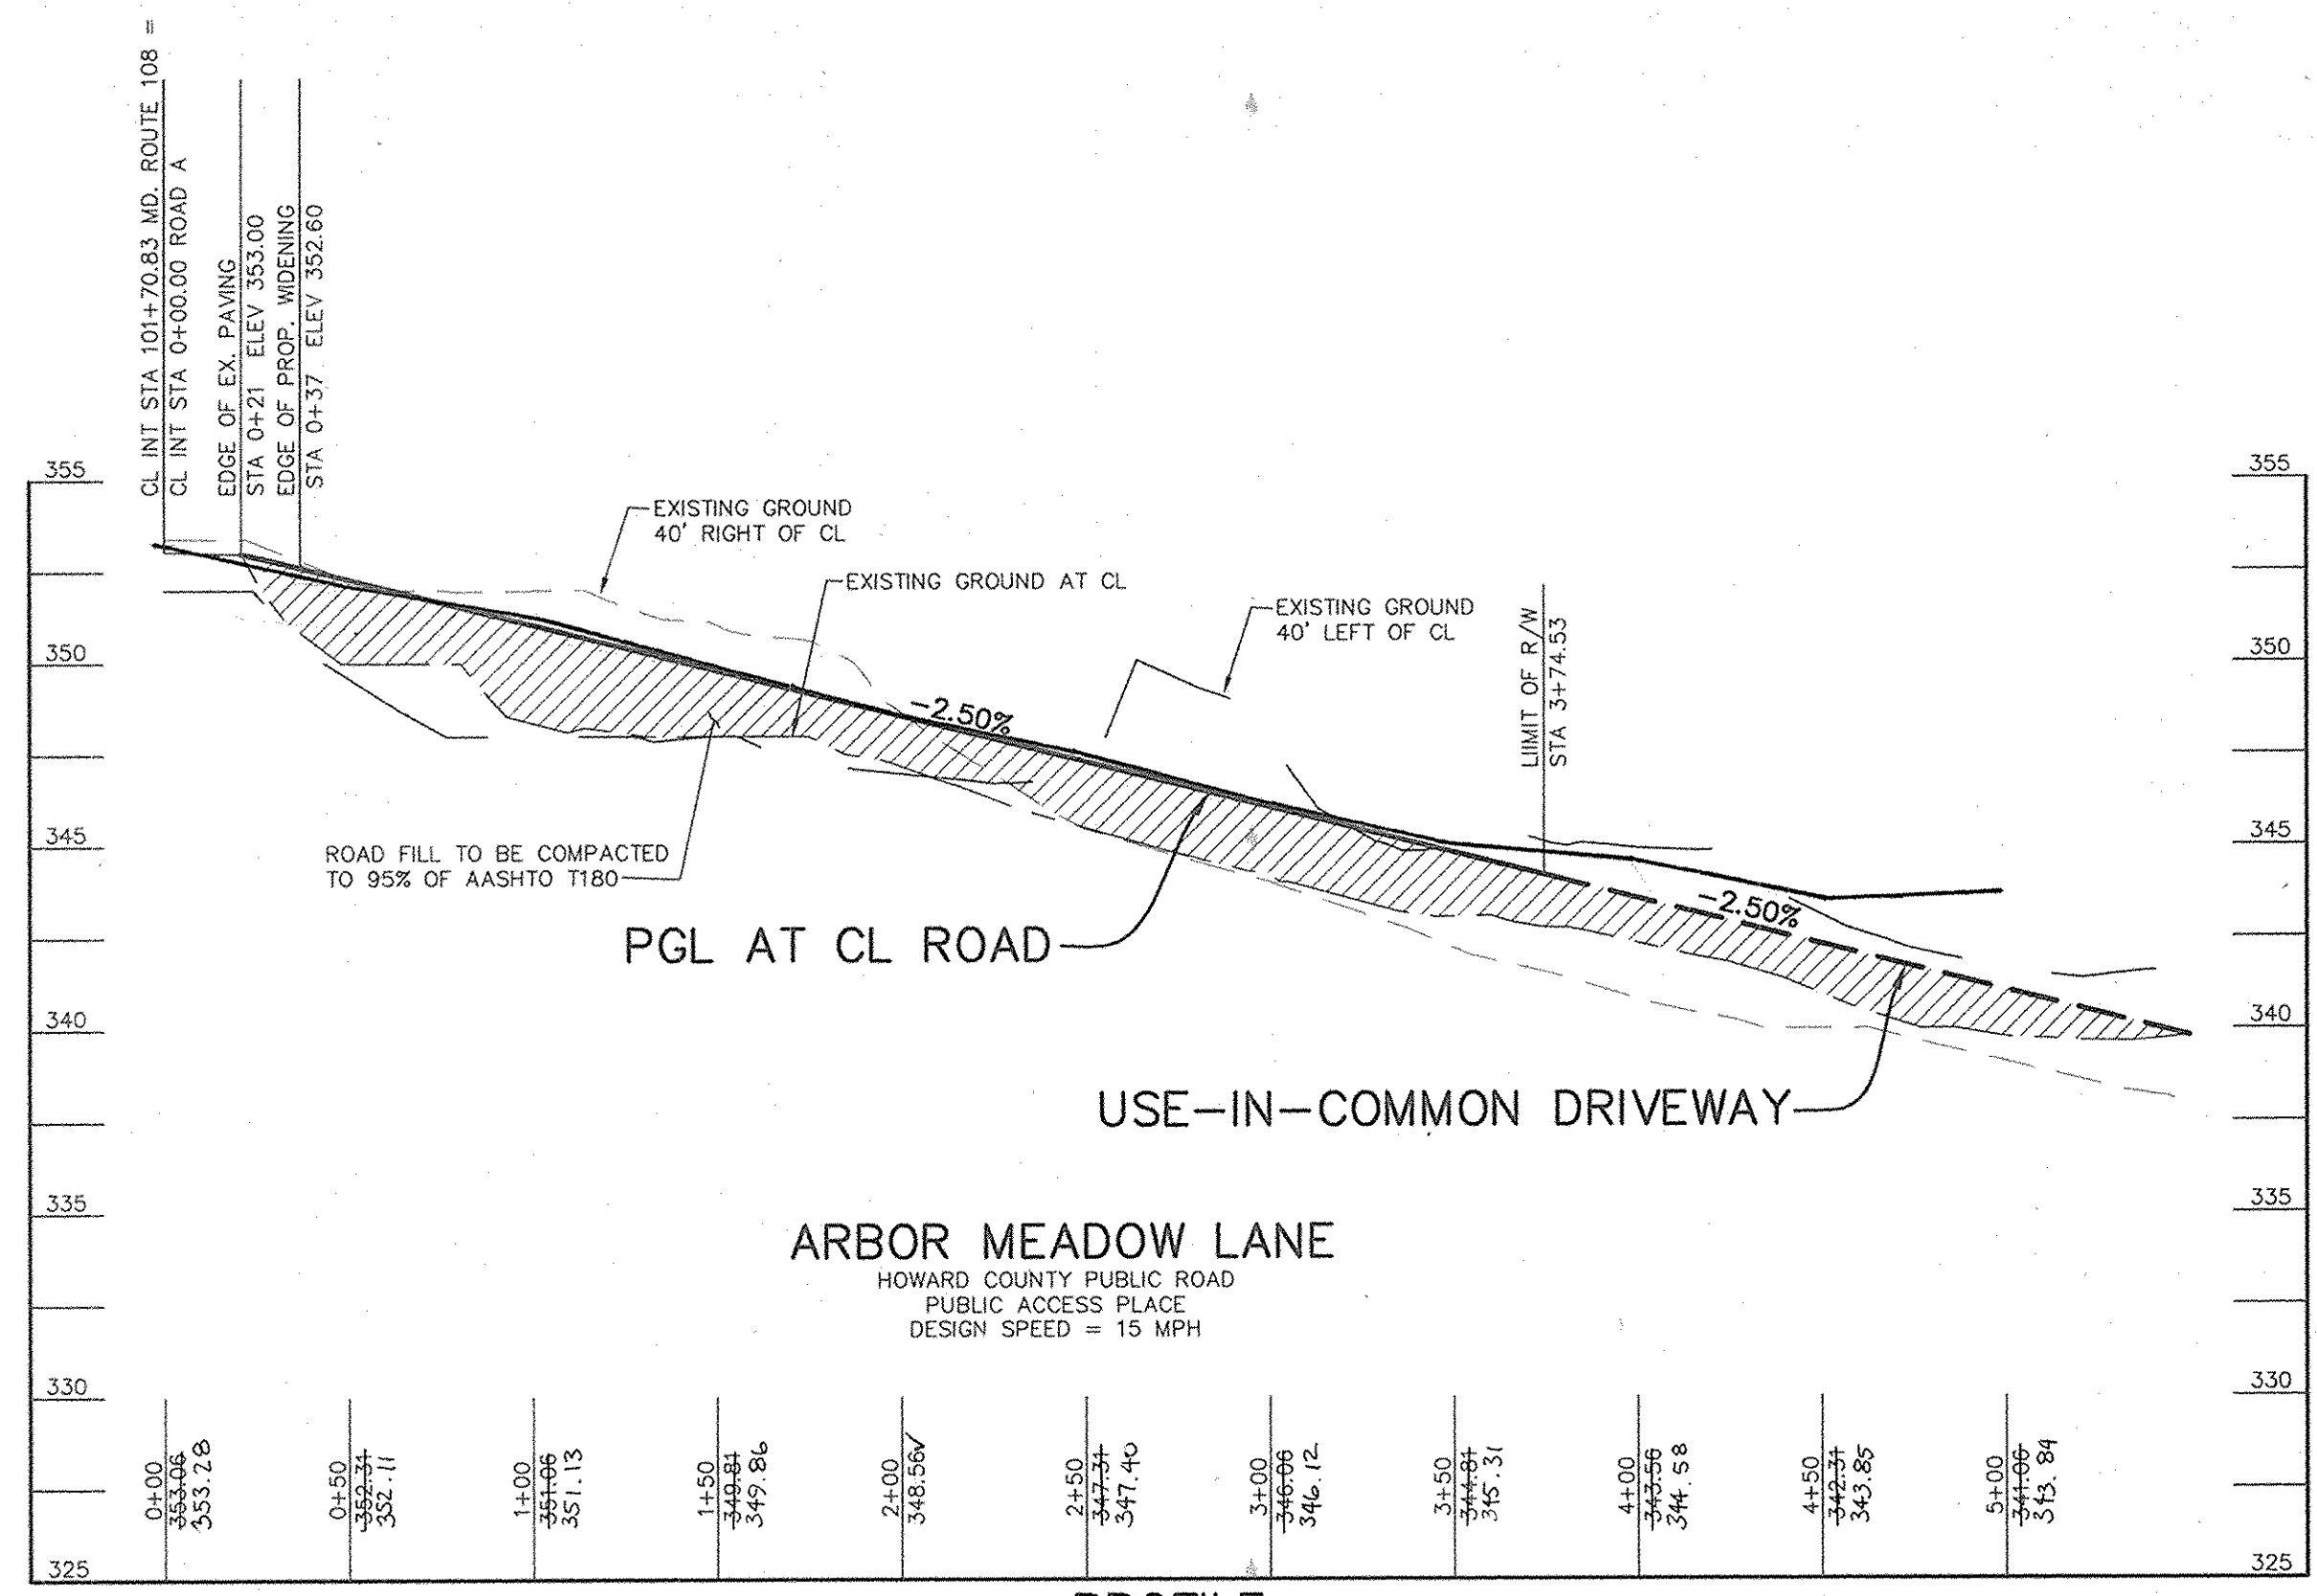 CL INT STA 101+70.83 MD. ROUTE 108 =
CL INT STA 0+00.00 ROAD A
EDGE OF EX. PAVING
STA 0+21 ELEV 353.00
EDGE OF PROP. WIDENING
STA 0+37 ELEV 352.60
355
350
345
340
335
330
325
355
350
345
340
335
330
325
EXISTING GROUND
40' RIGHT OF CL
EXISTING GROUND AT CL
EXISTING GROUND
40' LEFT OF CL
LIIMIT OF R/W
STA 3+74.53
-2.50%
-2.50%
ROAD FILL TO BE COMPACTED
TO 95% OF AASHTO T180
PGL AT CL ROAD
USE-IN-COMMON DRIVEWAY
ARBOR MEADOW LANE
HOWARD COUNTY PUBLIC ROAD
PUBLIC ACCESS PLACE
DESIGN SPEED = 15 MPH
0+00
353.06
353.28
0+50
352.31
352.11
1+00
351.06
351.13
1+50
349.81
349.86
2+00
348.56✓
2+50
347.31
347.40
3+00
346.06
346.12
3+50
344.81
345.31
4+00
343.56
344.58
4+50
342.31
343.85
5+00
341.06
343.84